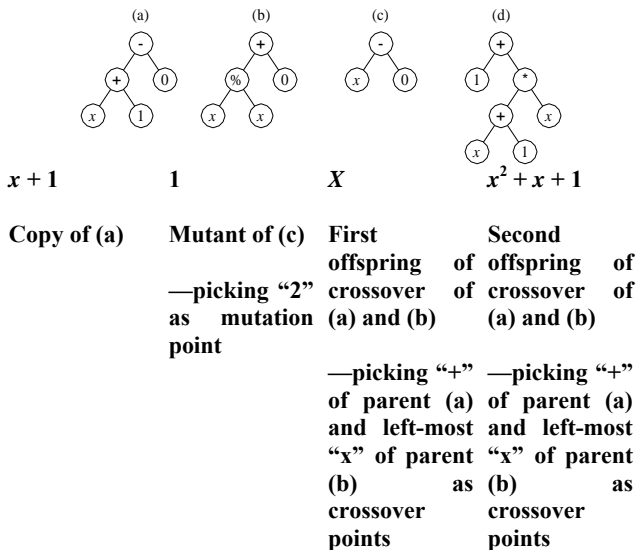 (a) (b) (c) (d)
- + - +
+ 0 % 0 x 0 1 *
x 1 x x + x
x 1
x + 1 1 X x² + x + 1
Copy of (a)
Mutant of (c)
—picking “2”
as mutation
point
First
offspring of
crossover of
(a) and (b)
—picking “+”
of parent (a)
and left-most
“x” of parent
(b) as
crossover
points
Second
offspring of
crossover of
(a) and (b)
—picking “+”
of parent (a)
and left-most
“x” of parent
(b) as
crossover
points